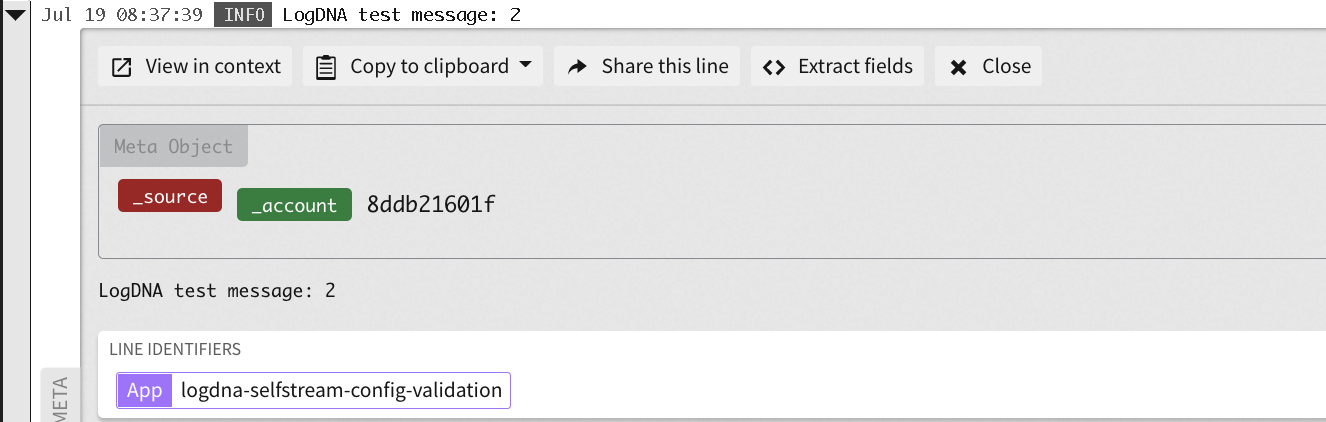 Jul 19 08:37:39 INFO LogDNA test message: 2
View in context Copy to clipboard Share this line Extract fields Close
Meta Object
_source _account 8ddb21601f
LogDNA test message: 2
LINE IDENTIFIERS
META
App logdna-selfstream-config-validation